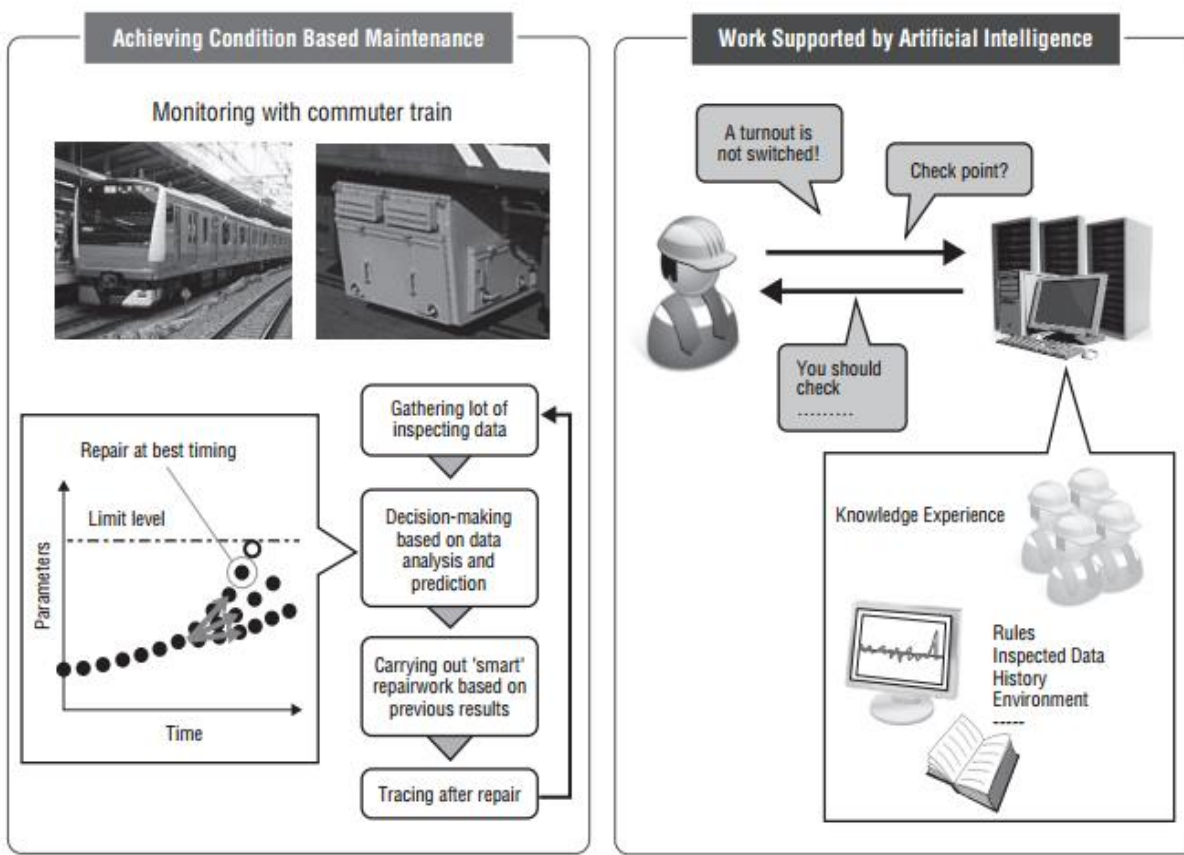 Achieving Condition Based Maintenance
Monitoring with commuter train
Repair at best timing
Limit level
Parameters
Time
Gathering lot of
inspecting data
Decision-making
based on data
analysis and
prediction
Carrying out 'smart'
repairwork based on
previous results
Tracing after repair
Work Supported by Artificial Intelligence
A turnout is
not switched!
Check point?
You should
check
---------
Knowledge Experience
Rules
Inspected Data
History
Environment
-----